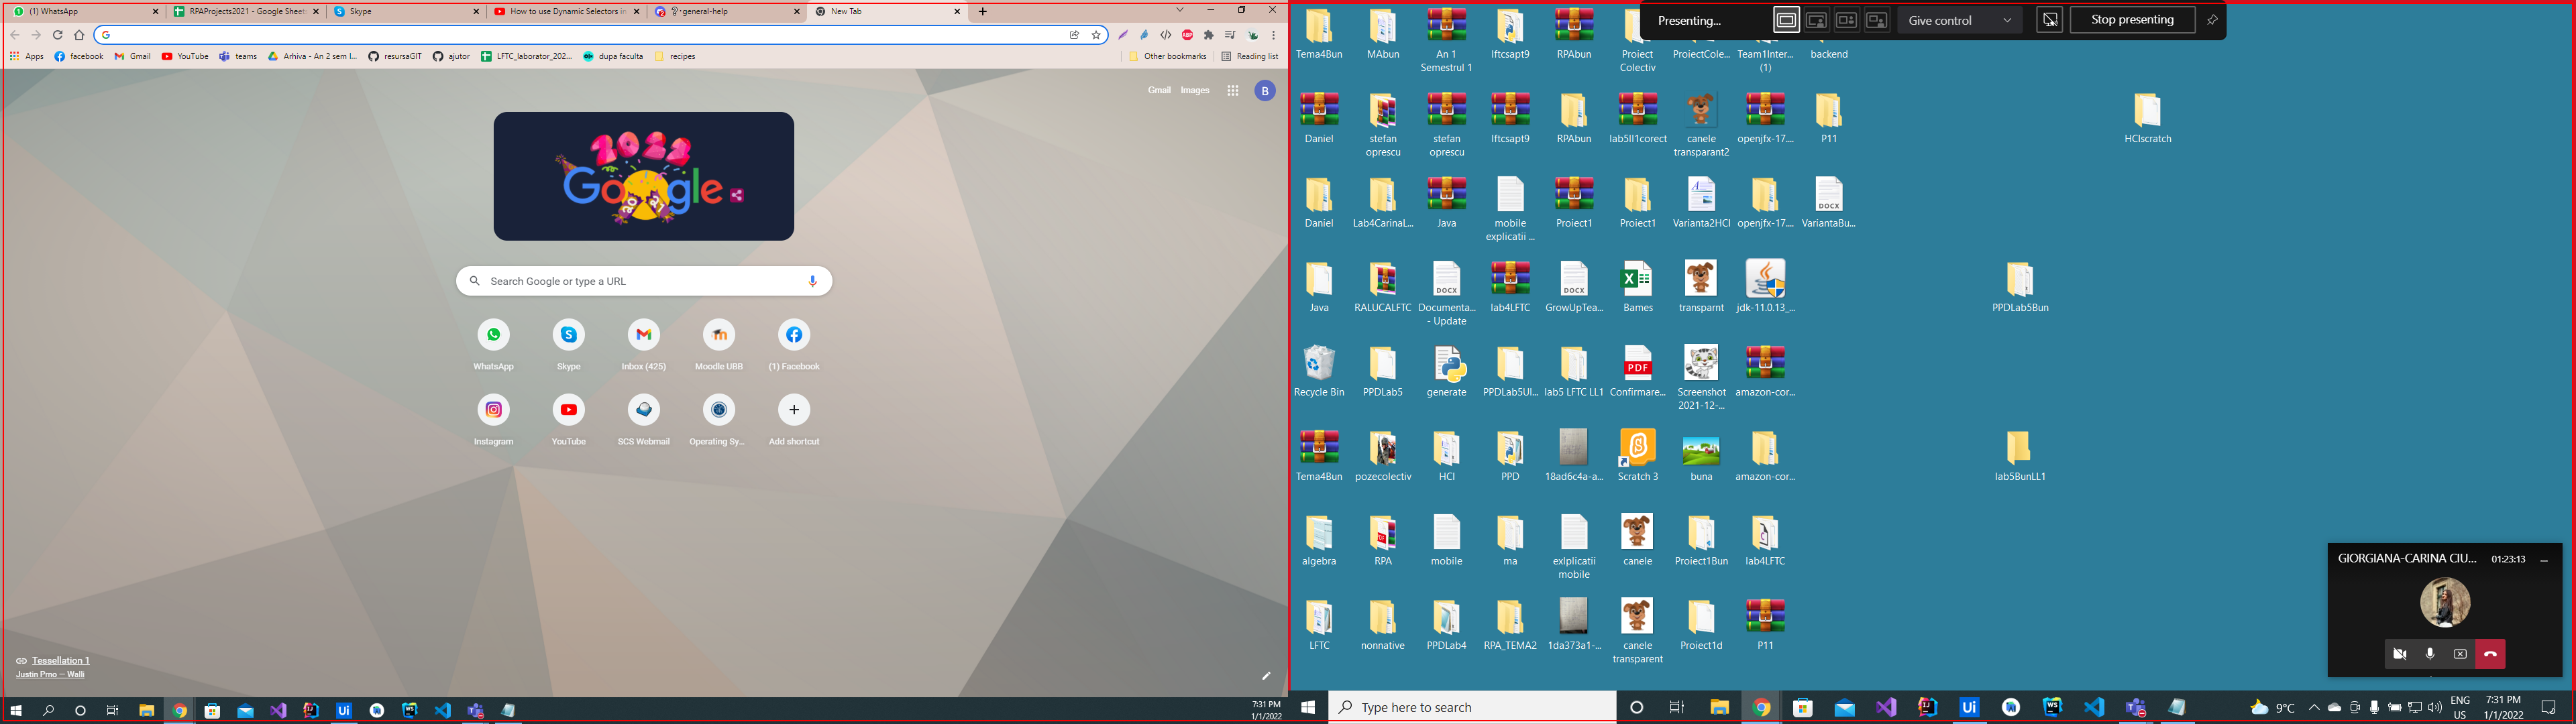 (1) WhatsApp
RPAProjects2021 - Google Sheets
Skype
How to use Dynamic Selectors in
general-help
New Tab
Apps
facebook
Gmail
YouTube
teams
Arhiva - An 2 sem I...
resursaGIT
ajutor
LFTC_laborator_202...
dupa faculta
recipes
Other bookmarks
Reading list
Gmail
Images
B
2022
Google
Search Google or type a URL
WhatsApp
Skype
Inbox (425)
Moodle UBB
(1) Facebook
Instagram
YouTube
SCS Webmail
Operating Sy...
Add shortcut
Tessellation 1
Justin Prno — Walli
7:31 PM
1/1/2022
Presenting...
Give control
Stop presenting
Tema4Bun
MAbun
An 1
Semestrul 1
lftcsapt9
RPAbun
Proiect
Colectiv
ProiectCole...
Team1Inter...
(1)
backend
Daniel
stefan
oprescu
stefan
oprescu
lftcsapt9
RPAbun
lab5ll1corect
canele
transparant2
openjfx-17....
P11
HCIscratch
Daniel
Lab4CarinaL...
Java
mobile
explicatii ...
Proiect1
Proiect1
Varianta2HCI
openjfx-17....
VariantaBu...
Java
RALUCALFTC
Documenta...
- Update
lab4LFTC
GrowUpTea...
Bames
transparnt
jdk-11.0.13_...
PPDLab5Bun
Recycle Bin
PPDLab5
generate
PPDLab5Ul...
lab5 LFTC LL1
Confirmare...
Screenshot
2021-12-...
amazon-cor...
Tema4Bun
pozecolectiv
HCI
PPD
18ad6c4a-a...
Scratch 3
buna
amazon-cor...
lab5BunLL1
algebra
RPA
mobile
ma
exlplicatii
mobile
canele
Proiect1Bun
lab4LFTC
LFTC
nonnative
PPDLab4
RPA_TEMA2
1da373a1-...
canele
transparent
Proiect1d
P11
GIORGIANA-CARINA CIU...
01:23:13
Type here to search
9°C
ENG
US
7:31 PM
1/1/2022